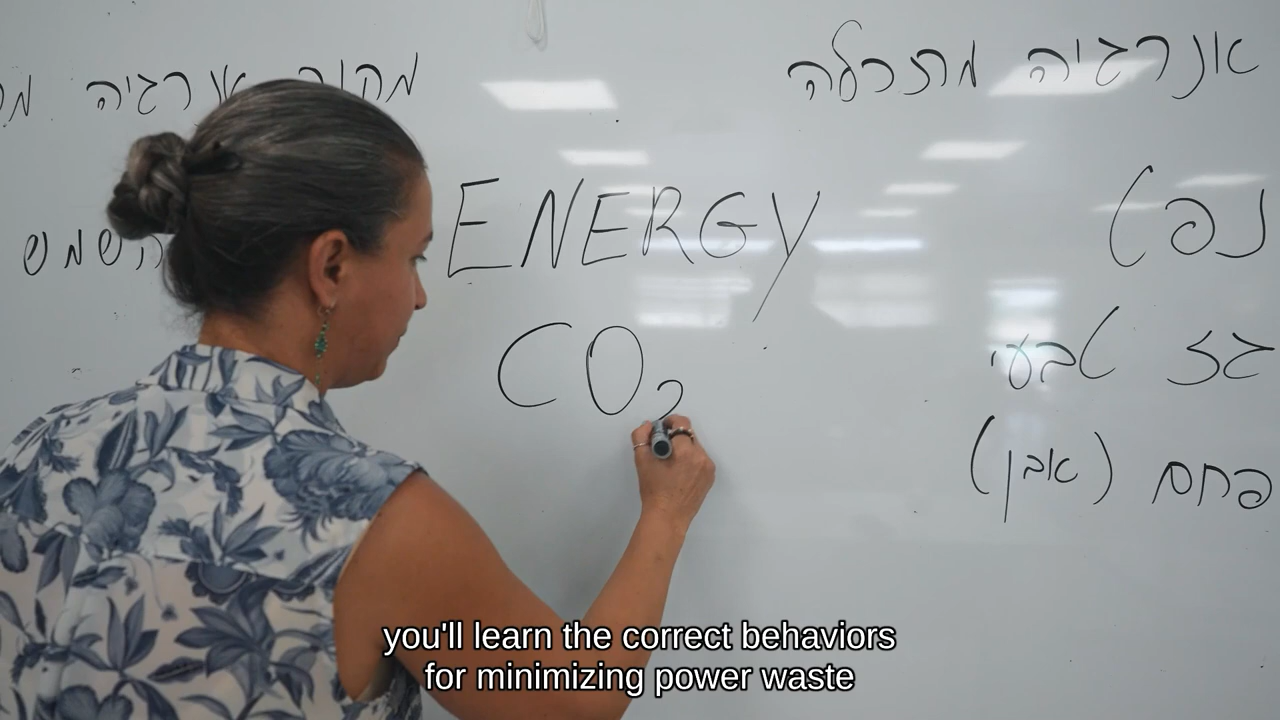 אנרגיה מתכלה
נפט
גז טבעי
פחם (אבן)
ENERGY
CO2
מקור אנרגיה
השמש
you'll learn the correct behaviors
for minimizing power waste